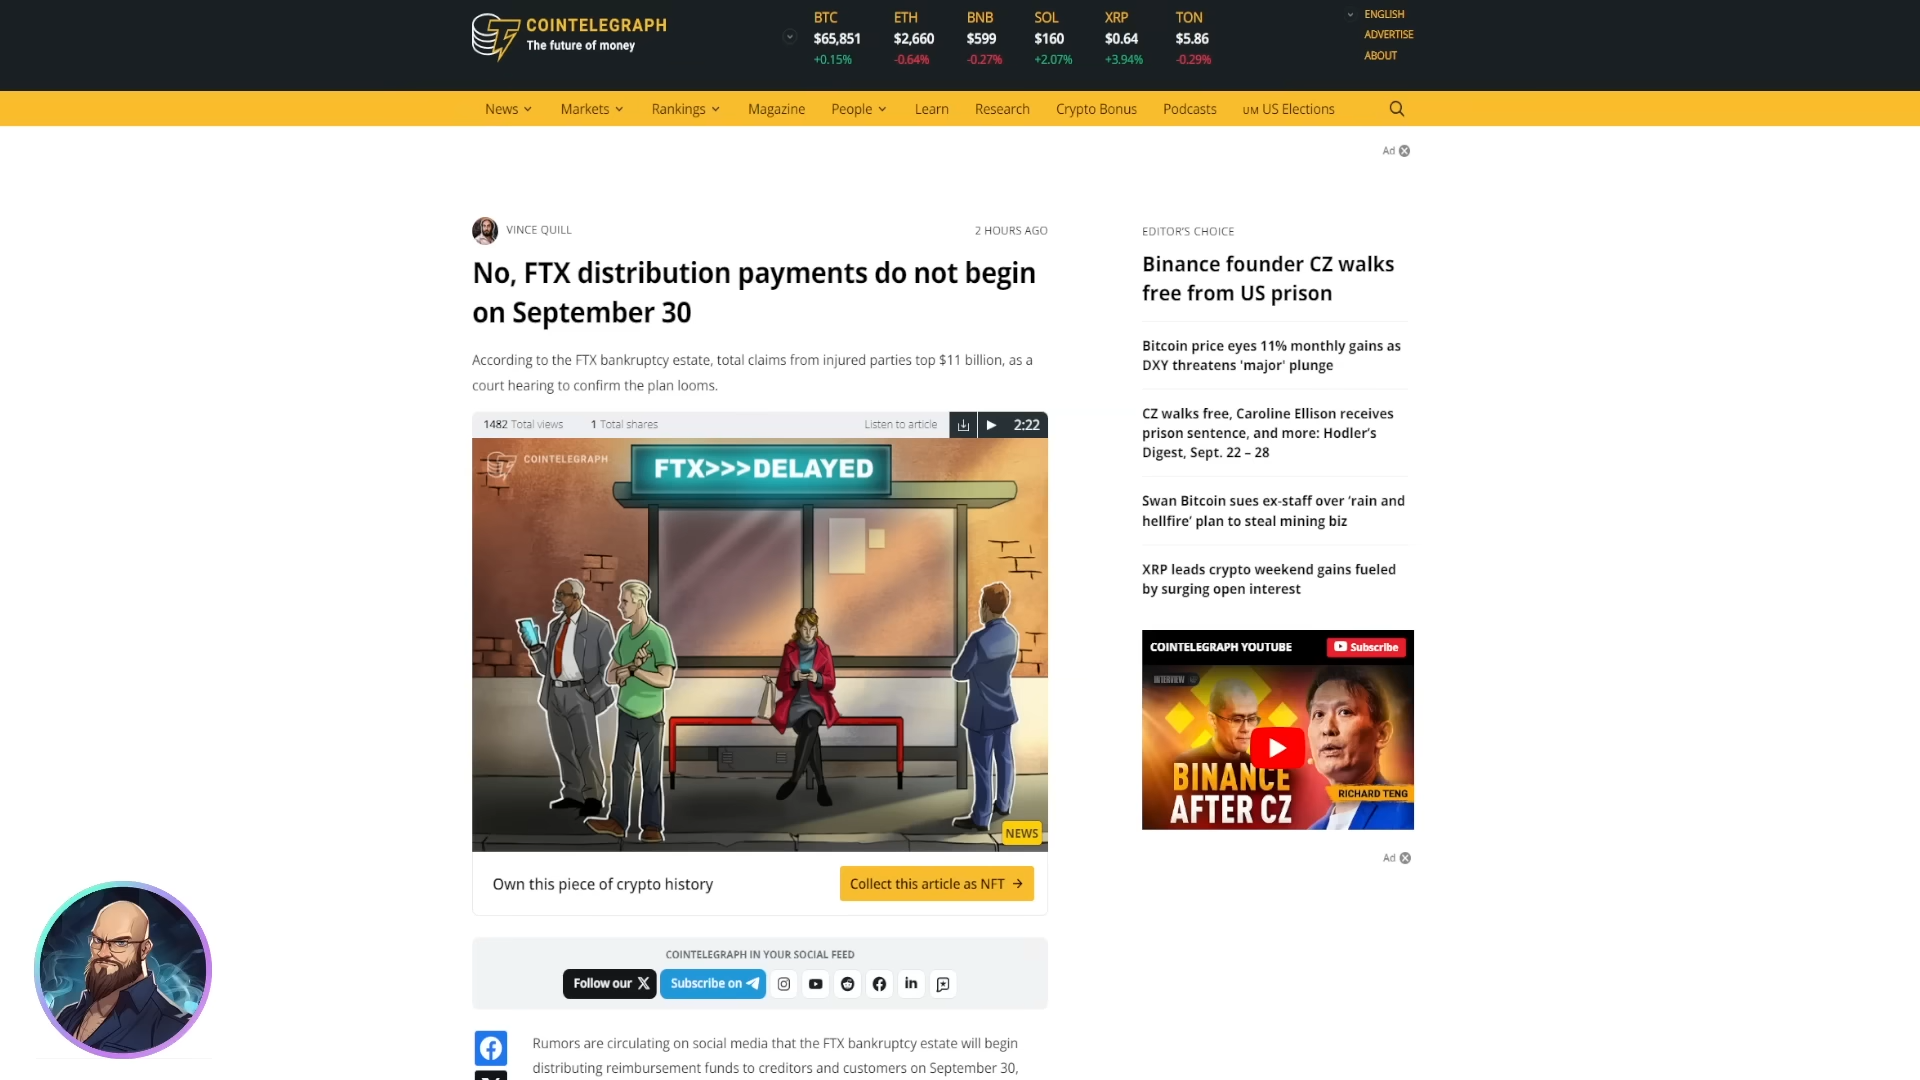 COINTELEGRAPH
The future of money
BTC
$65,851
+0.15%
ETH
$2,660
-0.64%
BNB
$599
-0.27%
SOL
$160
+2.07%
XRP
$0.64
+3.94%
TON
$5.86
-0.29%
ENGLISH
ADVERTISE
ABOUT
News
Markets
Rankings
Magazine
People
Learn
Research
Crypto Bonus
Podcasts
UM US Elections
Ad
VINCE QUILL
2 HOURS AGO
No, FTX distribution payments do not begin
on September 30
According to the FTX bankruptcy estate, total claims from injured parties top $11 billion, as a
court hearing to confirm the plan looms.
1482 Total views
1 Total shares
Listen to article
2:22
COINTELEGRAPH
FTX>>>DELAYED
NEWS
Own this piece of crypto history
Collect this article as NFT →
COINTELEGRAPH IN YOUR SOCIAL FEED
Follow our X
Subscribe on
in
Rumors are circulating on social media that the FTX bankruptcy estate will begin
distributing reimbursement funds to creditors and customers on September 30,
EDITOR'S CHOICE
Binance founder CZ walks
free from US prison
Bitcoin price eyes 11% monthly gains as
DXY threatens 'major' plunge
CZ walks free, Caroline Ellison receives
prison sentence, and more: Hodler's
Digest, Sept. 22 – 28
Swan Bitcoin sues ex-staff over 'rain and
hellfire' plan to steal mining biz
XRP leads crypto weekend gains fueled
by surging open interest
COINTELEGRAPH YOUTUBE
Subscribe
INTERVIEW
BINANCE
AFTER CZ
RICHARD TENG
Ad